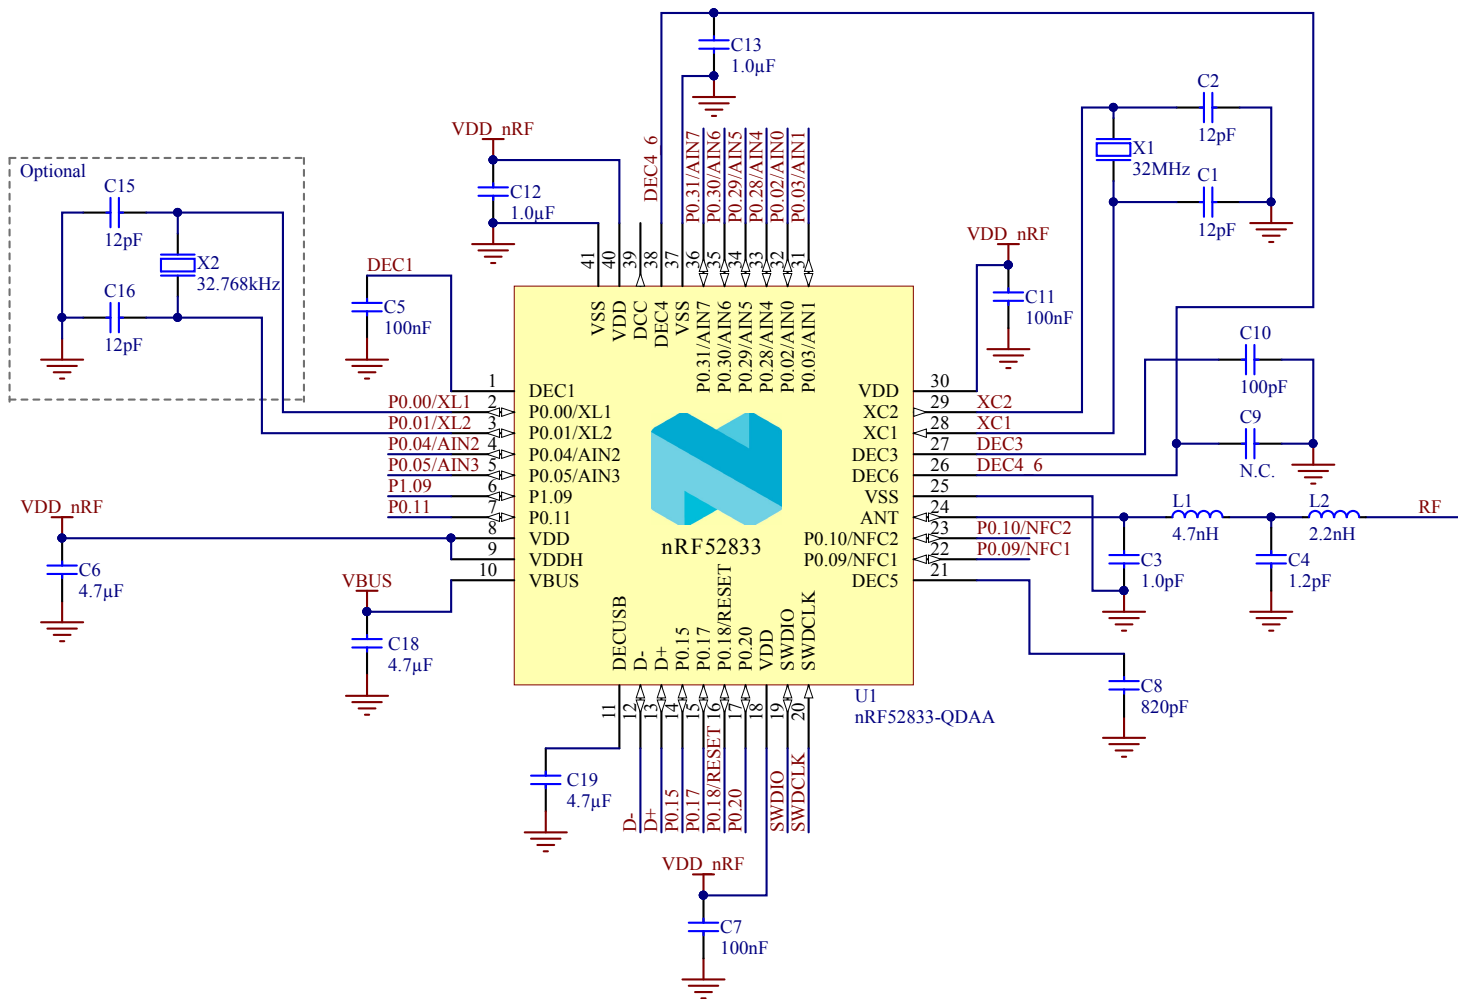 C13
1.0µF
C2
12pF
VDD_nRF
DEC4_6
P0.31/AIN7
P0.30/AIN6
P0.29/AIN5
P0.28/AIN4
P0.02/AIN0
P0.03/AIN1
X1
32MHz
Optional
C15
12pF
C12
1.0µF
C1
12pF
X2
32.768kHz
C16
12pF
DEC1
C5
100nF
VDD_nRF
C11
100nF
41
40
39
38
37
36
35
34
33
32
31
VSS
VDD
DCC
DEC4
VSS
P0.31/AIN7
P0.30/AIN6
P0.29/AIN5
P0.28/AIN4
P0.02/AIN0
P0.03/AIN1
C10
100pF
C9
N.C.
1 DEC1
P0.00/XL1 2 P0.00/XL1
P0.01/XL2 3 P0.01/XL2
P0.04/AIN2 4 P0.04/AIN2
P0.05/AIN3 5 P0.05/AIN3
P1.09 6 P1.09
P0.11 7 P0.11
8 VDD
9 VDDH
10 VBUS
VDD 30
XC2 29 XC2
XC1 28 XC1
DEC3 27 DEC3
DEC6 26 DEC4_6
VSS 25
ANT 24
P0.10/NFC2 23 P0.10/NFC2
P0.09/NFC1 22 P0.09/NFC1
DEC5 21
nRF52833
VDD_nRF
C6
4.7µF
VBUS
C18
4.7µF
L1
4.7nH
L2
2.2nH
RF
C3
1.0pF
C4
1.2pF
C8
820pF
DECUSB
D-
D+
P0.15
P0.17
P0.18/RESET
P0.20
VDD
SWDIO
SWDCLK
11
12
13
14
15
16
17
18
19
20
U1
nRF52833-QDAA
C19
4.7µF
D-
D+
P0.15
P0.17
P0.18/RESET
P0.20
SWDIO
SWDCLK
VDD_nRF
C7
100nF